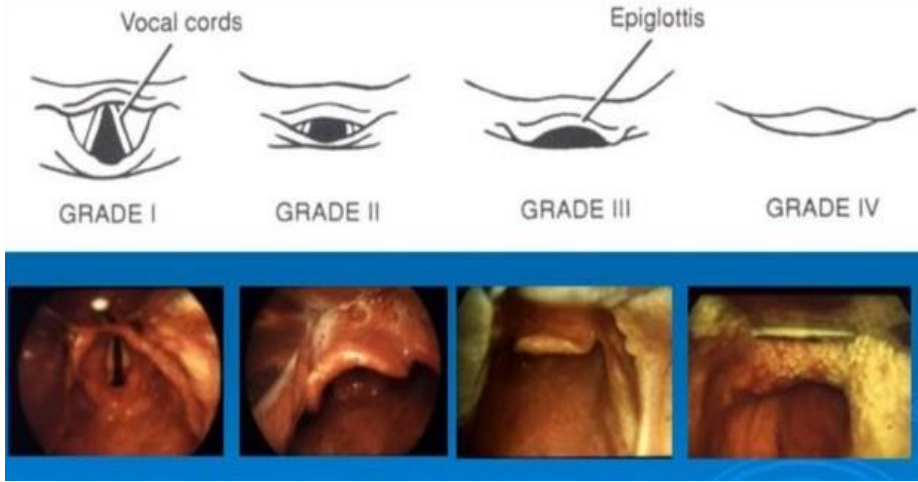 Vocal cords
Epiglottis
GRADE I
GRADE II
GRADE III
GRADE IV